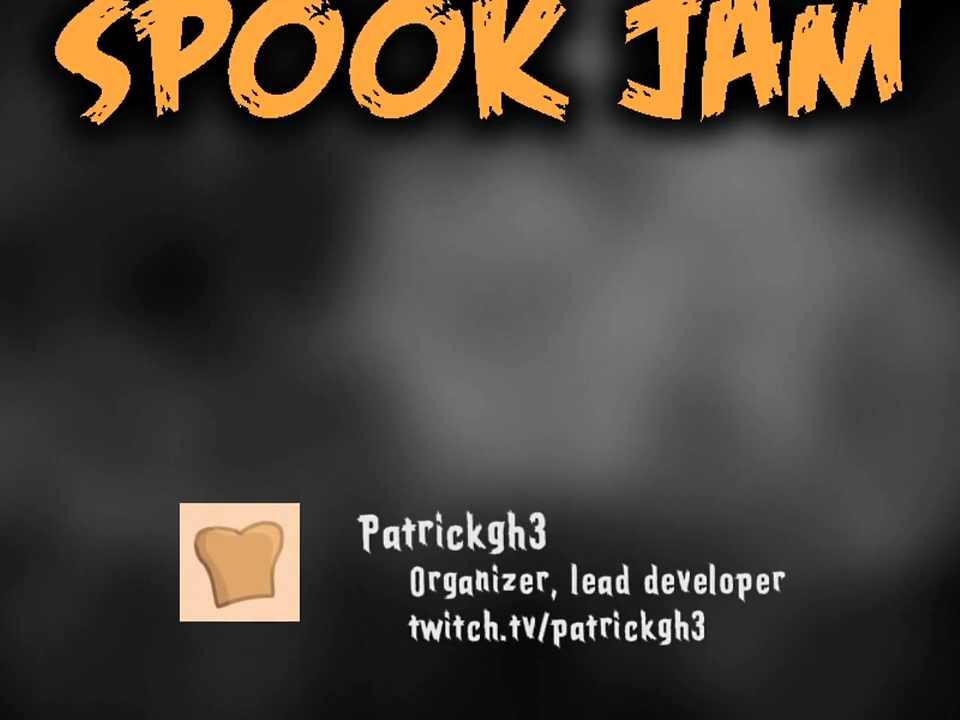 SPOOK JAM
Patrickgh3
Organizer, lead developer
twitch.tv/patrickgh3